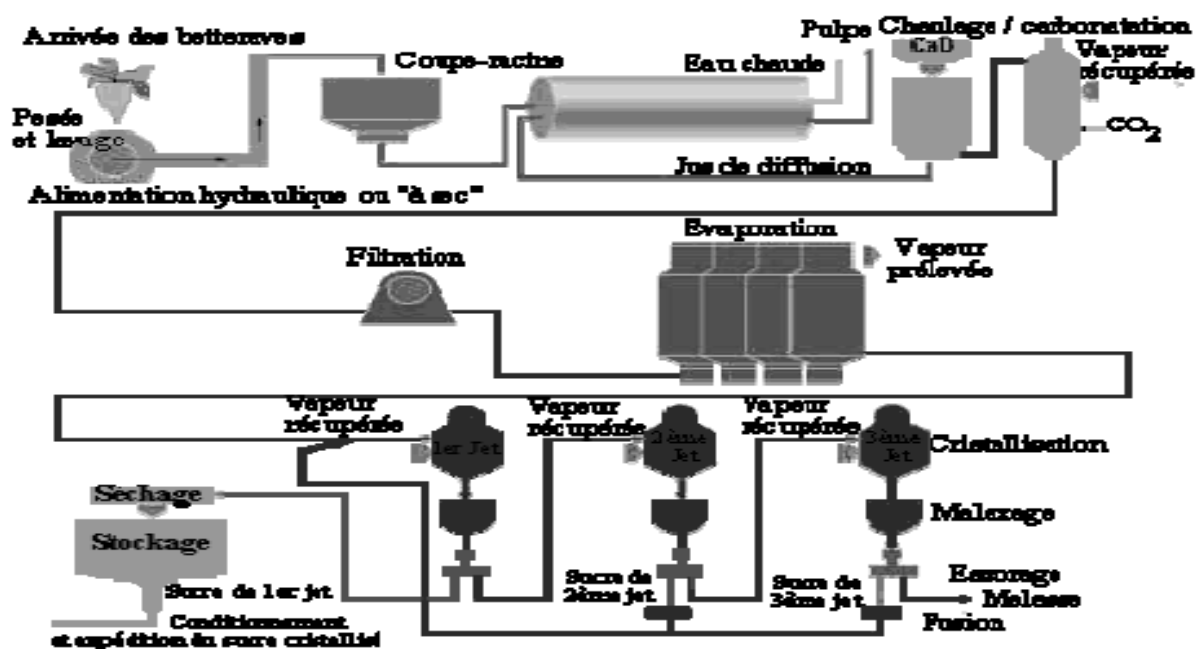 Arrivée des betteraves
Pesée
et lavage
Alimentation hydraulique ou "à sec"
Coupe-racine
Eau chaude
Pulpe
Chaulage / carbonatation
CaO
Vapeur
récupérée
CO2
Jus de diffusion
Filtration
Evaporation
Vapeur
prélevée
Vapeur
récupérée
1er Jet
Vapeur
récupérée
2ème
Jet
Vapeur
récupérée
3ème
Jet
Cristallisation
Malaxage
Essorage
Mélasse
Fusion
Sucre de
3ème jet
Sucre de
2ème jet
Séchage
Stockage
Sucre de 1er jet
Conditionnement
et expédition du sucre cristallisé